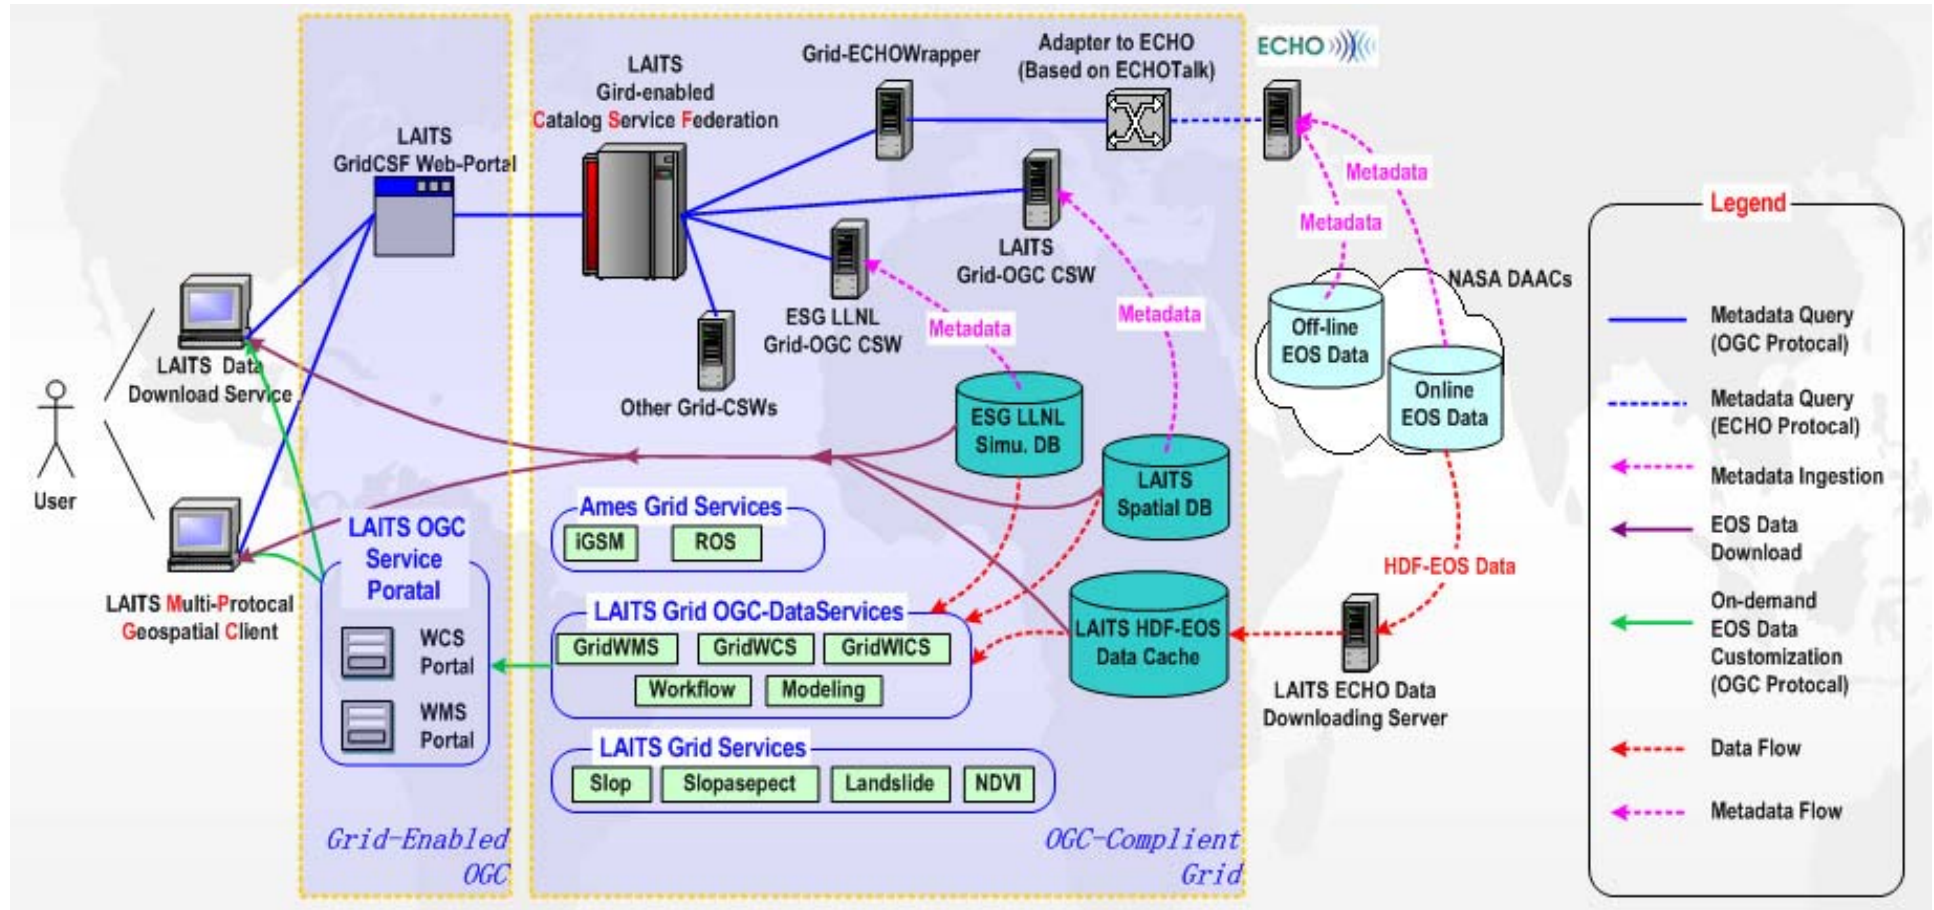 LAITS
GridCSF Web-Portal
LAITS
Gird-enabled
Catalog Service Federation
Grid-ECHOWrapper
Adapter to ECHO
(Based on ECHOTalk)
ECHO
Metadata
Metadata
NASA DAACs
Off-line
EOS Data
Online
EOS Data
LAITS
Grid-OGC CSW
ESG LLNL
Grid-OGC CSW
Metadata
Metadata
Other Grid-CSWs
LAITS Data
Download Service
User
LAITS Multi-Protocal
Geospatial Client
ESG LLNL
Simu. DB
LAITS
Spatial DB
HDF-EOS Data
LAITS HDF-EOS
Data Cache
LAITS ECHO Data
Downloading Server
LAITS OGC
Service
Poratal
WCS
Portal
WMS
Portal
Ames Grid Services
iGSM
ROS
LAITS Grid OGC-DataServices
GridWMS
GridWCS
GridWICS
Workflow
Modeling
LAITS Grid Services
Slop
Slopasepect
Landslide
NDVI
Grid-Enabled
OGC
OGC-Complient
Grid
Legend
Metadata Query
(OGC Protocal)
Metadata Query
(ECHO Protocal)
Metadata Ingestion
EOS Data
Download
On-demand
EOS Data
Customization
(OGC Protocal)
Data Flow
Metadata Flow